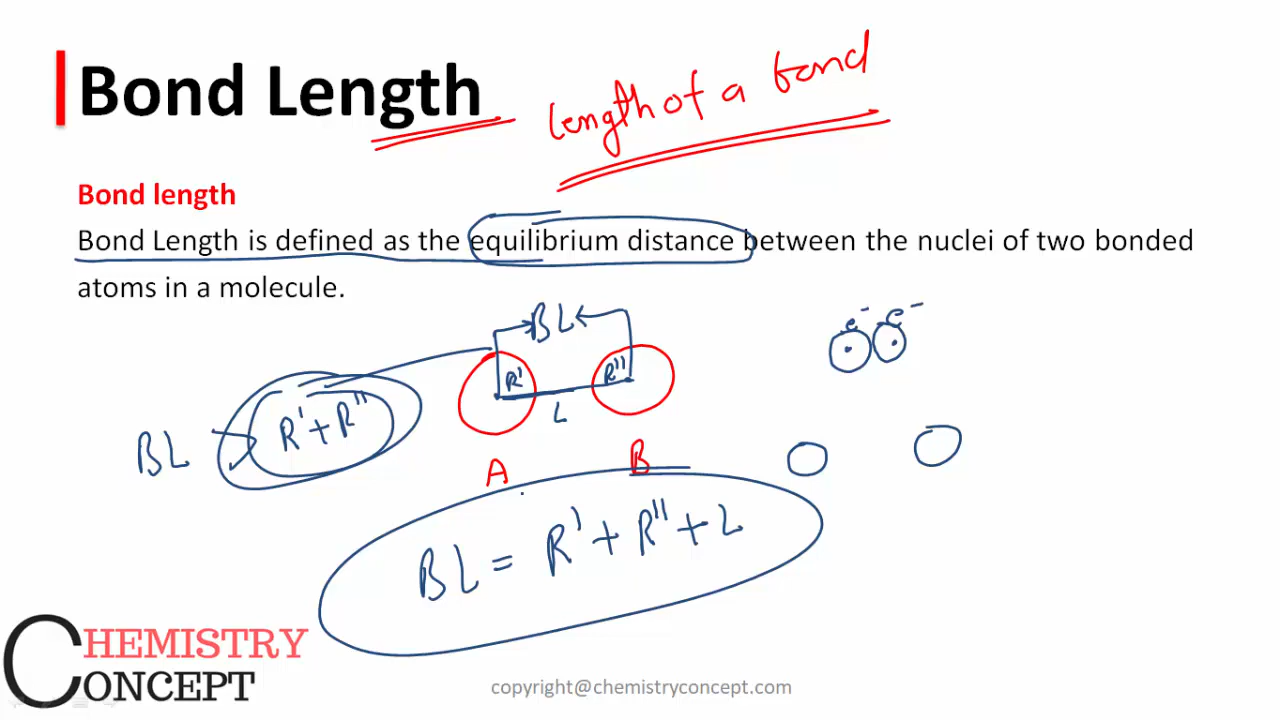 Bond Length
length of a bond
Bond length
Bond Length is defined as the equilibrium distance between the nuclei of two bonded
atoms in a molecule.
BL
e⁻ e⁻
R' R''
L
BL R' + R''
A B
BL = R' + R'' + L
CHEMISTRY
CONCEPT
copyright@chemistryconcept.com